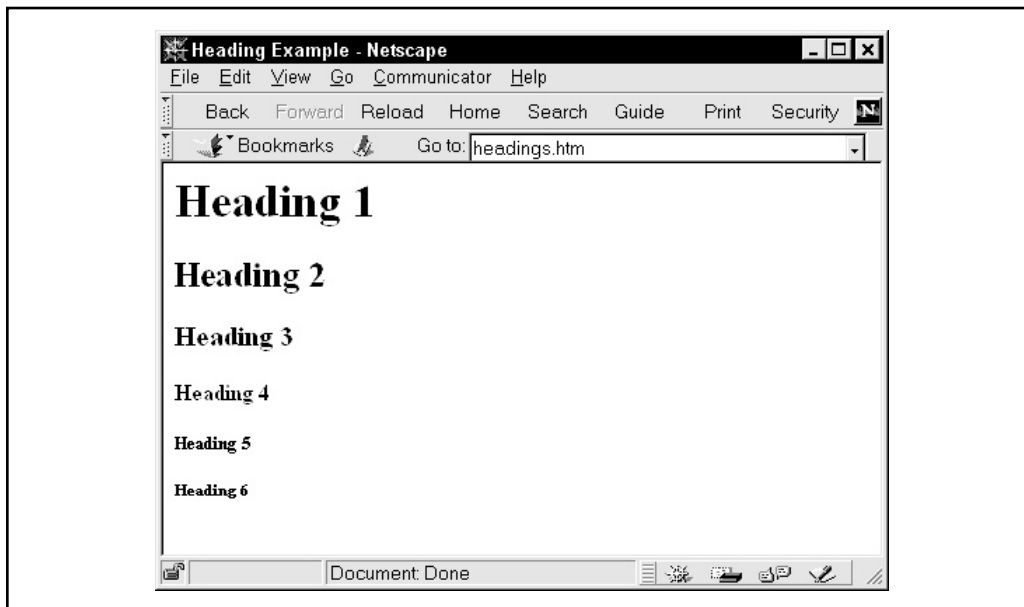 Heading Example - Netscape
File Edit View Go Communicator Help
Back Forward Reload Home Search Guide Print Security N
Bookmarks Go to: headings.htm
Heading 1
Heading 2
Heading 3
Heading 4
Heading 5
Heading 6
Document: Done